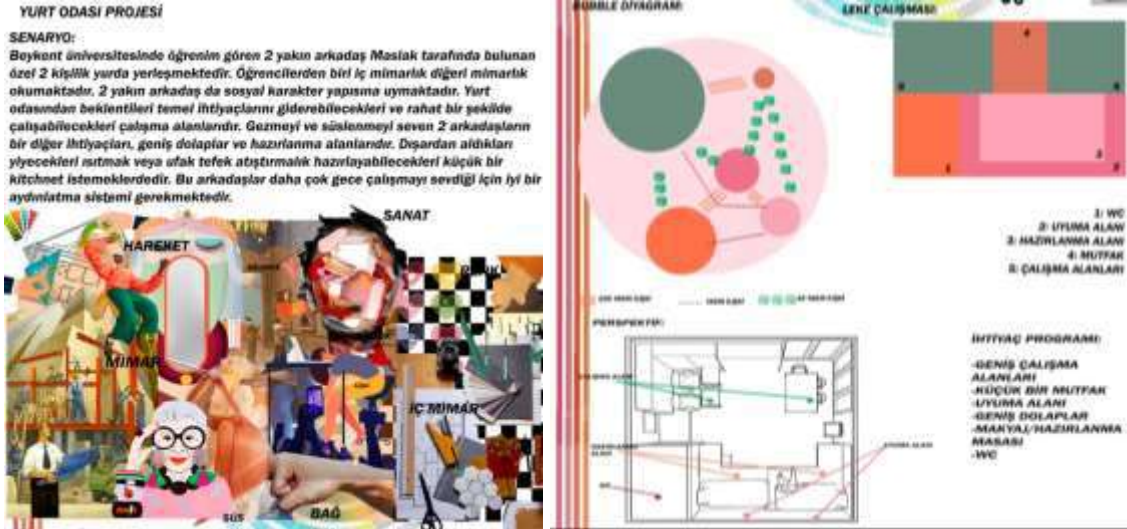 YURT ODASI PROJESİ
SENARYO:
Beykent üniversitesinde öğrenim gören 2 yakın arkadaş Maslak tarafında bulunan
özel 2 kişilik yurda yerleşmektedir. Öğrencilerden biri iç mimarlık diğeri mimarlık
okumaktadır. 2 yakın arkadaş da sosyal karakter yapısına uymaktadır. Yurt
odasından beklentileri temel ihtiyaçlarını giderebilecekleri ve rahat bir şekilde
çalışabilecekleri çalışma alanlarıdır. Gezmeyi ve süslenmeyi seven 2 arkadaşların
bir diğer ihtiyaçları, geniş dolaplar ve hazırlanma alanlarıdır. Dışardan aldıkları
yiyecekleri ısıtmak veya ufak tefek atıştırmalık hazırlayabilecekleri küçük bir
kitchnet istemeklerdedir. Bu arkadaşlar daha çok gece çalışmayı sevdiği için iyi bir
aydınlatma sistemi gerekmektedir.
SANAT
HAREKET
MİMAR
İÇ MİMAR
SÜS
BAĞ
BUBBLE DİYAGRAM:
LEKE ÇALIŞMASI:
4
1
3
1: WC
2: UYUMA ALANI
3: HAZIRLANMA ALANI
4: MUTFAK
5: ÇALIŞMA ALANLARI
PERSPEKTİF:
İHTİYAÇ PROGRAMI:
-GENİŞ ÇALIŞMA
ALANLARI
-KÜÇÜK BİR MUTFAK
-UYUMA ALANI
-GENİŞ DOLAPLAR
-MAKYAJ/HAZIRLANMA
MASASI
-WC